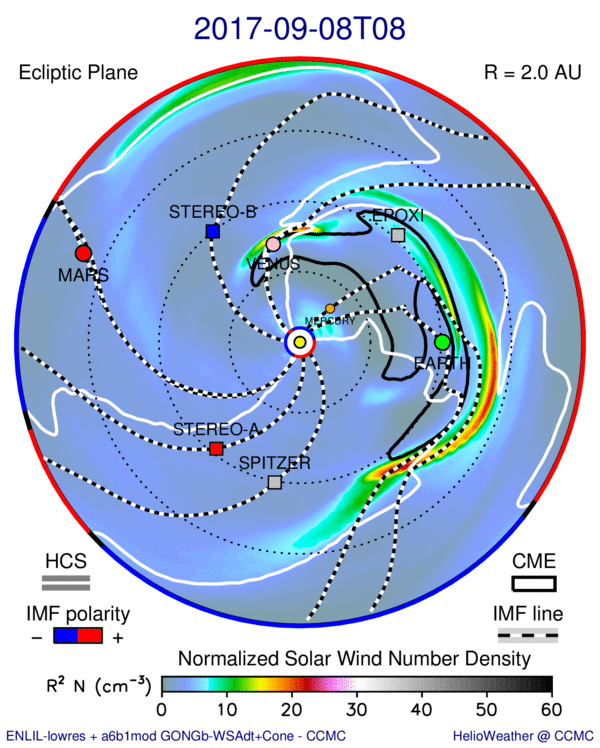 2017-09-08T08
Ecliptic Plane
R = 2.0 AU
STEREO-B
EPOXI
VENUS
MARS
MERCURY
EARTH
STEREO-A
SPITZER
HCS
CME
IMF polarity
− +
IMF line
Normalized Solar Wind Number Density
R² N (cm⁻³)
0 10 20 30 40 50 60
ENLIL-lowres + a6b1mod GONGb-WSAdt+Cone - CCMC
HelioWeather @ CCMC